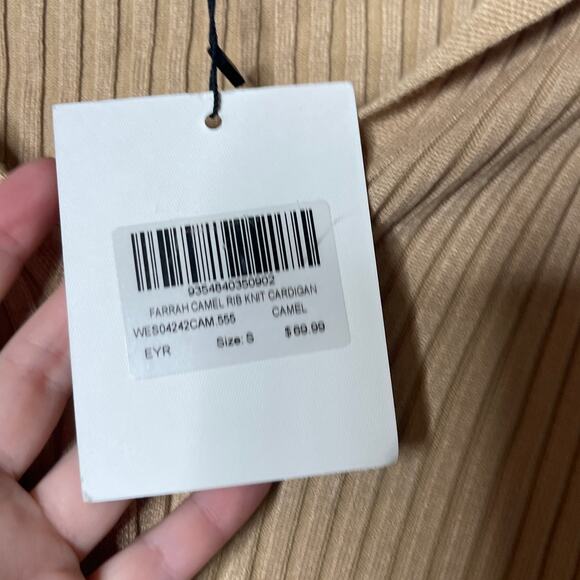 9354840350902
FARRAH CAMEL RIB KNIT CARDIGAN
WES04242CAM.555 CAMEL
EYR Size: S $69.99